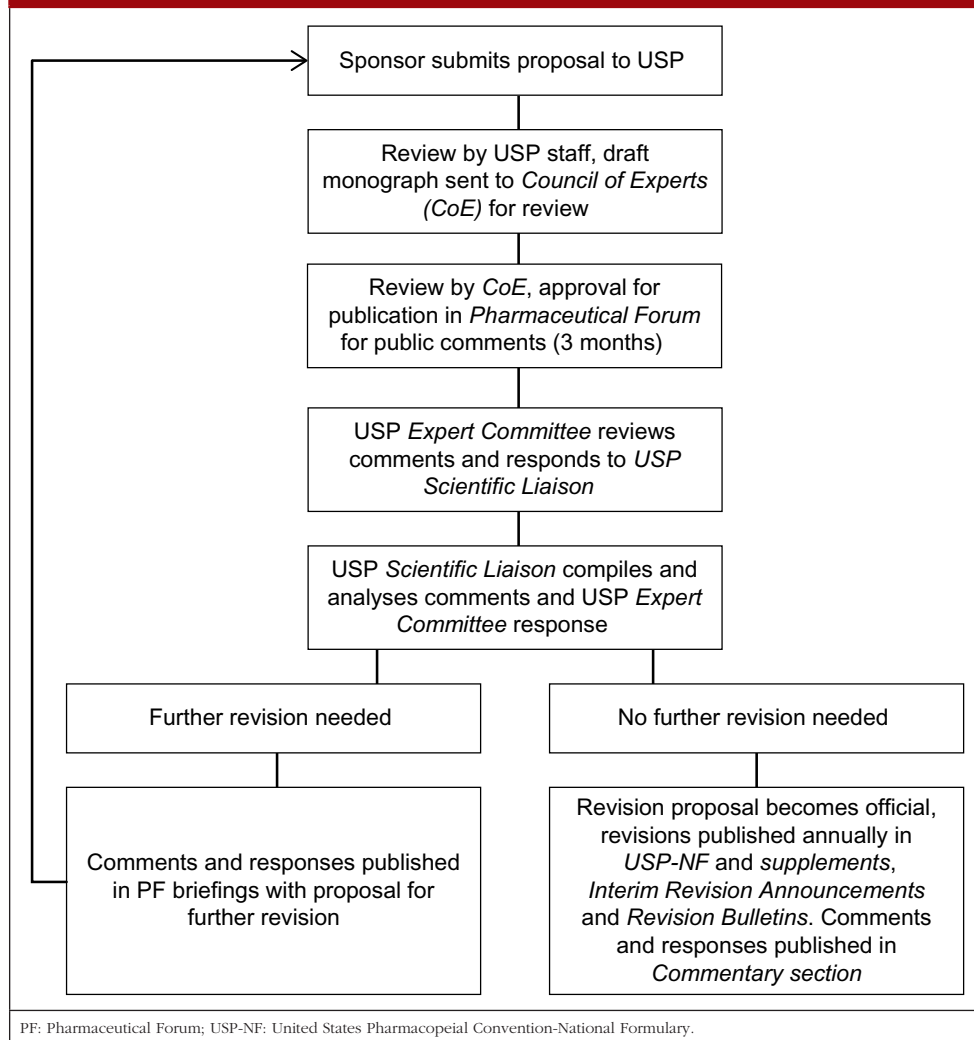 Sponsor submits proposal to USP
Review by USP staff, draft
monograph sent to Council of Experts
(CoE) for review
Review by CoE, approval for
publication in Pharmaceutical Forum
for public comments (3 months)
USP Expert Committee reviews
comments and responds to USP
Scientific Liaison
USP Scientific Liaison compiles and
analyses comments and USP Expert
Committee response
Further revision needed
No further revision needed
Comments and responses published
in PF briefings with proposal for
further revision
Revision proposal becomes official,
revisions published annually in
USP-NF and supplements,
Interim Revision Announcements
and Revision Bulletins. Comments
and responses published in
Commentary section
PF: Pharmaceutical Forum; USP-NF: United States Pharmacopeial Convention-National Formulary.